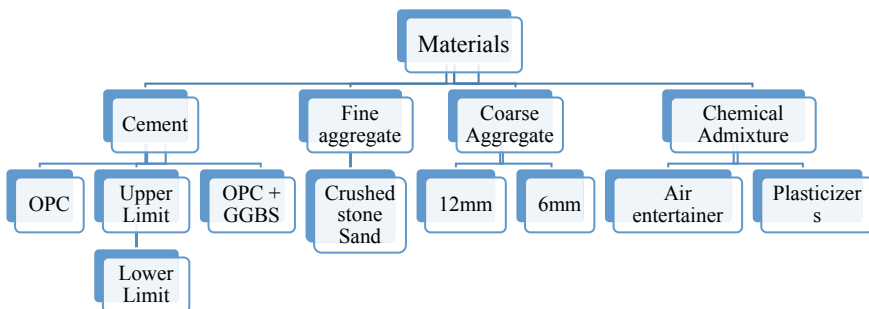 Materials
Cement
Fine
aggregate
Coarse
Aggregate
Chemical
Admixture
OPC
Upper
Limit
OPC +
GGBS
Crushed
stone
Sand
12mm
6mm
Air
entertainer
Plasticizer
s
Lower
Limit